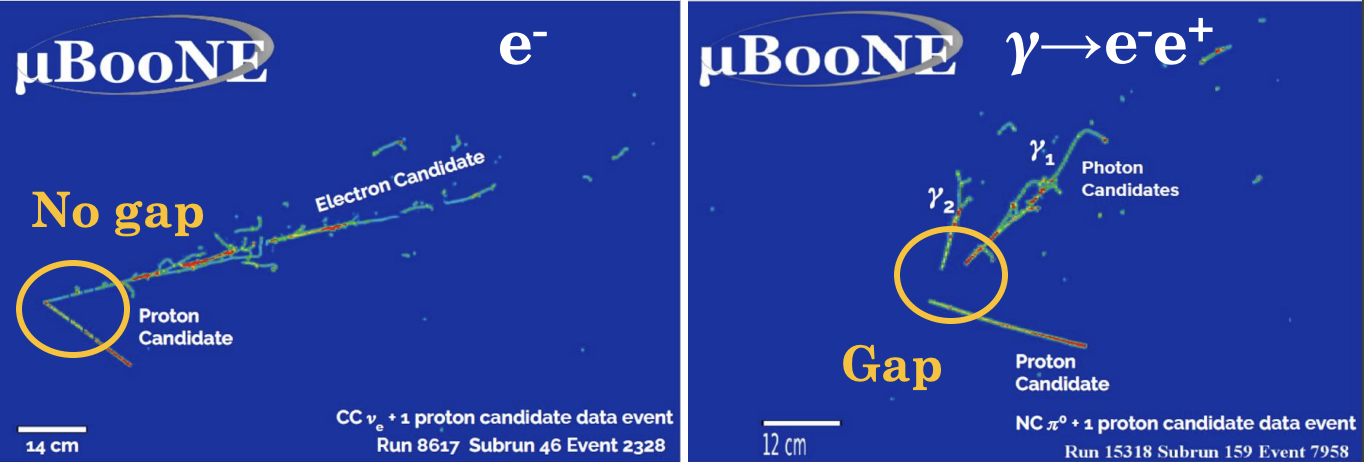 µBooNE
e⁻
Electron Candidate
No gap
Proton
Candidate
CC νₑ + 1 proton candidate data event
14 cm
Run 8617 Subrun 46 Event 2328
µBooNE
γ→e⁻e⁺
γ₁
Photon
Candidates
γ₂
Gap
Proton
Candidate
NC π⁰ + 1 proton candidate data event
12 cm
Run 15318 Subrun 159 Event 7958